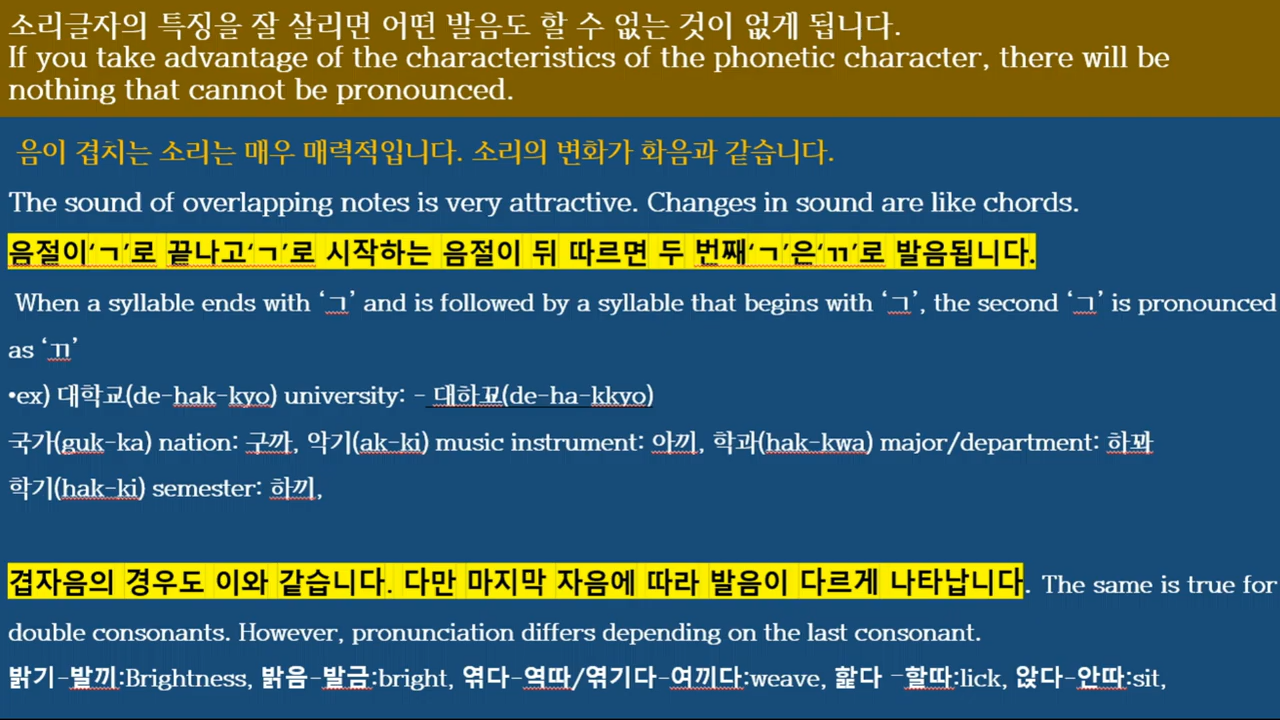 소리글자의 특징을 잘 살리면 어떤 발음도 할 수 없는 것이 없게 됩니다.
If you take advantage of the characteristics of the phonetic character, there will be
nothing that cannot be pronounced.
음이 겹치는 소리는 매우 매력적입니다. 소리의 변화가 화음과 같습니다.
The sound of overlapping notes is very attractive. Changes in sound are like chords.
음절이‘ㄱ’로 끝나고‘ㄱ’로 시작하는 음절이 뒤 따르면 두 번째‘ㄱ’은‘ㄲ’로 발음됩니다.
When a syllable ends with ‘ㄱ’ and is followed by a syllable that begins with ‘ㄱ’, the second ‘ㄱ’ is pronounced
as ‘ㄲ’
•ex) 대학교(de-hak-kyo) university: - 대하꾜(de-ha-kkyo)
국가(guk-ka) nation: 구까, 악기(ak-ki) music instrument: 아끼, 학과(hak-kwa) major/department: 하꽈
학기(hak-ki) semester: 하끼,
겹자음의 경우도 이와 같습니다. 다만 마지막 자음에 따라 발음이 다르게 나타납니다. The same is true for
double consonants. However, pronunciation differs depending on the last consonant.
밝기-발끼:Brightness, 밝음-발금:bright, 엮다-역따/엮기다-여끼다:weave, 핥다 -할따:lick, 앉다-안따:sit,